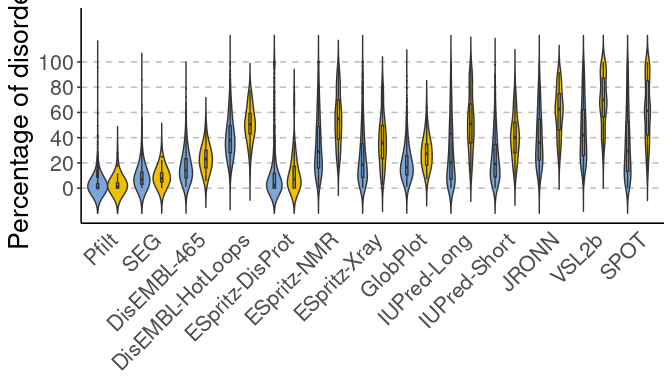 Percentage of disorde
100
80
60
40
20
0
Pfilt
SEG
DisEMBL-465
DisEMBL-HotLoops
ESpritz-DisProt
ESpritz-NMR
ESpritz-Xray
GlobPlot
IUPred-Long
IUPred-Short
JRONN
VSL2b
SPOT